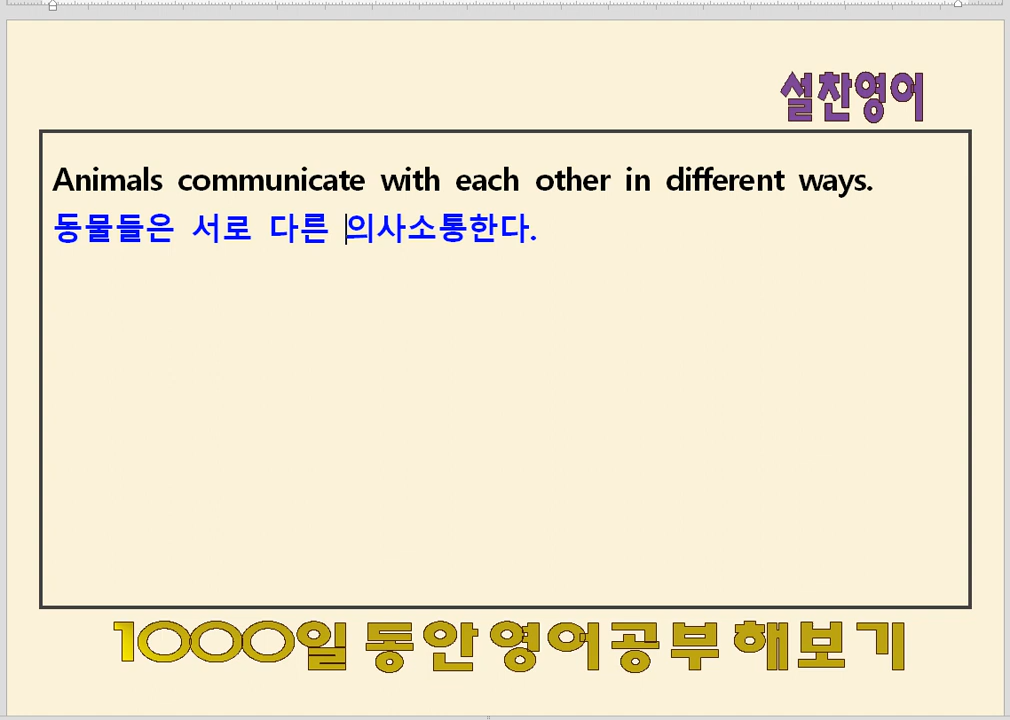 설찬영어
Animals communicate with each other in different ways.
동물들은 서로 다른 의사소통한다.
1000일 동안 영어공부 해보기